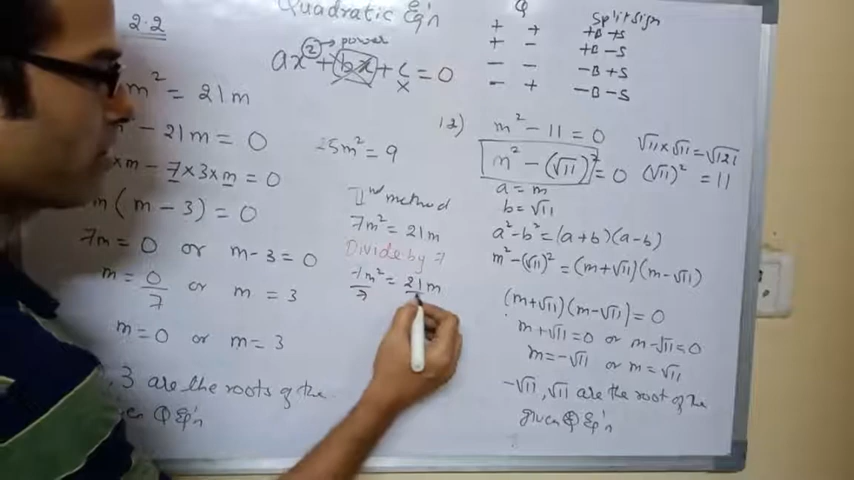 2.2
Quadratic Eq'n
ax² + bx + c = 0
② → power
x
m² = 21m
- 21m = 0
× m - 7 × 3 × m = 0
m ( m - 3 ) = 0
7m = 0 or m - 3 = 0
m = 0/7 or m = 3
m = 0 or m = 3
3 are the roots of the
Q Eq'n
25m² = 9
IInd method
7m² = 21m
Divide by 7
7m²/7 = 21m
Q Split sign
+ + +B +S
+ - +B -S
- - -B +S
- + -B -S
12) m² - 11 = 0
m² - (√11)² = 0
√11 × √11 = √121
(√11)² = 11
a = m
b = √11
a² - b² = (a + b)(a - b)
m² - (√11)² = (m + √11)(m - √11)
(m + √11)(m - √11) = 0
m + √11 = 0 or m - √11 = 0
m = -√11 or m = √11
-√11, √11 are the root of the
given Q Eq'n